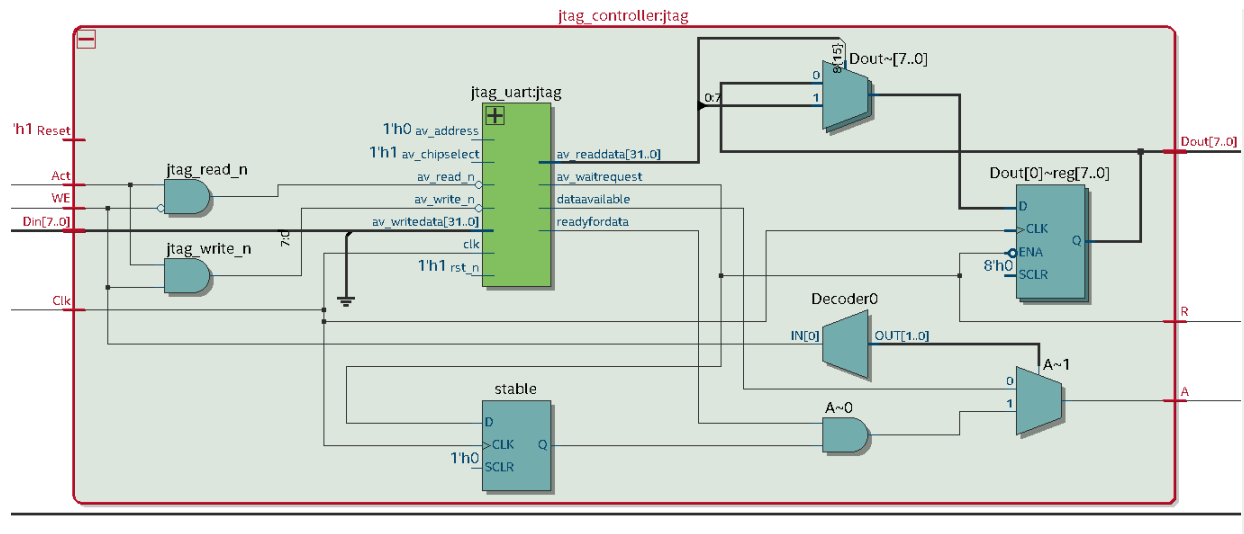 jtag_controller:jtag
8{15}
Dout~[7..0]
0
1
0:7
jtag_uart:jtag
'h1 Reset
1'h0 av_address
1'h1 av_chipselect
av_readdata[31..0]
Dout[7..0]
Act
jtag_read_n
av_read_n
av_waitrequest
Dout[0]~reg[7..0]
WE
av_write_n
dataavailable
D
Din[7..0]
7:0
av_writedata[31..0]
readyfordata
CLK
Q
jtag_write_n
clk
ENA
1'h1 rst_n
8'h0
SCLR
Clk
Decoder0
R
IN[0]
OUT[1..0]
A~1
stable
0
1
A
A~0
D
CLK
Q
1'h0
SCLR